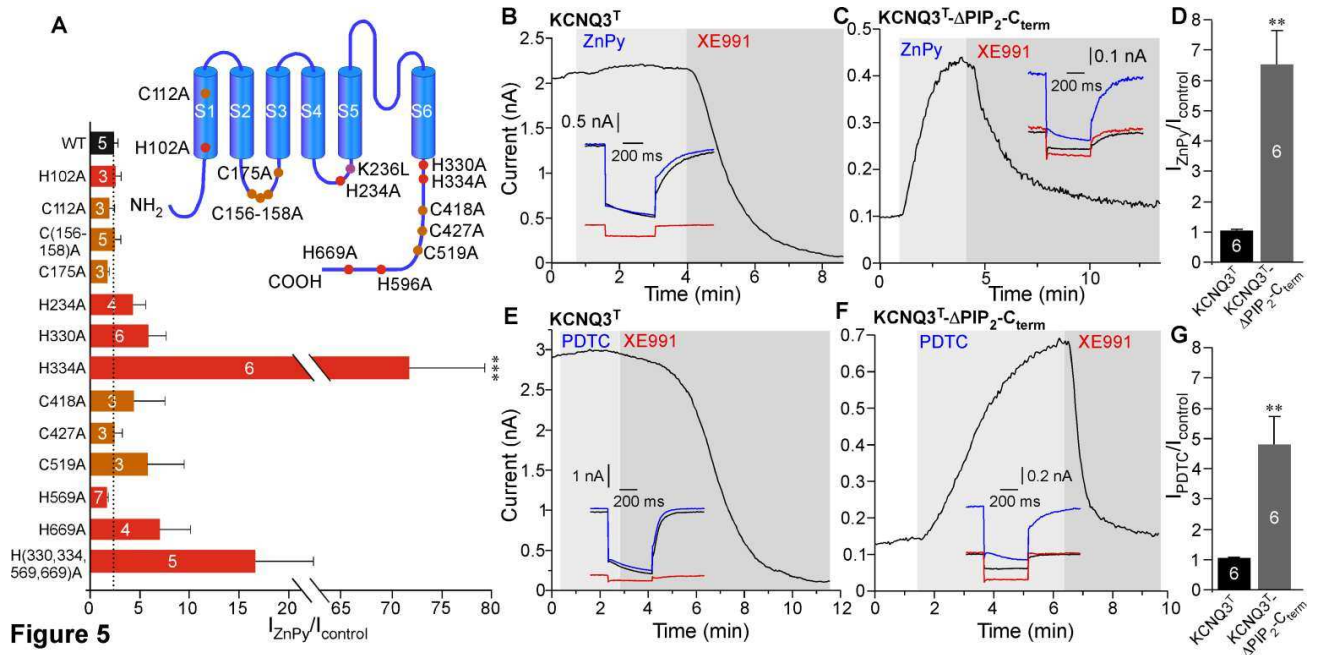 A
S1
S2
S3
S4
S5
S6
C112A
H102A
NH2
C175A
C156-158A
K236L
H234A
H330A
H334A
C418A
C427A
C519A
H669A
H596A
COOH
WT
5
H102A
3
C112A
3
C(156-
158)A
5
C175A
3
H234A
4
H330A
6
H334A
6
***
C418A
3
C427A
3
C519A
3
H569A
7
H669A
4
H(330,334,
569,669)A
5
0 5 10 15 20 65 70 75 80
IZnPy/Icontrol
Figure 5
B
KCNQ3T
ZnPy
XE991
Current (nA)
2.5
2.0
1.5
1.0
0.5
0
0.5 nA
200 ms
0 2 4 6 8
Time (min)
C
KCNQ3T-ΔPIP2-Cterm
ZnPy
XE991
0.5
0.4
0.3
0.2
0.1
0
0.1 nA
200 ms
0 5 10
Time (min)
D
IZnPy/Icontrol
8
7
6
5
4
3
2
1
0
**
6
6
KCNQ3T
KCNQ3T-
ΔPIP2-Cterm
E
KCNQ3T
PDTC
XE991
Current (nA)
3
2.5
2
1.5
1
0.5
0
1 nA
200 ms
0 2 4 6 8 10 12
Time (min)
F
KCNQ3T-ΔPIP2-Cterm
PDTC
XE991
0.7
0.6
0.5
0.4
0.3
0.2
0.1
0
0.2 nA
200 ms
0 2 4 6 8 10
Time (min)
G
IPDTC/Icontrol
8
7
6
5
4
3
2
1
0
**
6
6
KCNQ3T
KCNQ3T-
ΔPIP2-Cterm